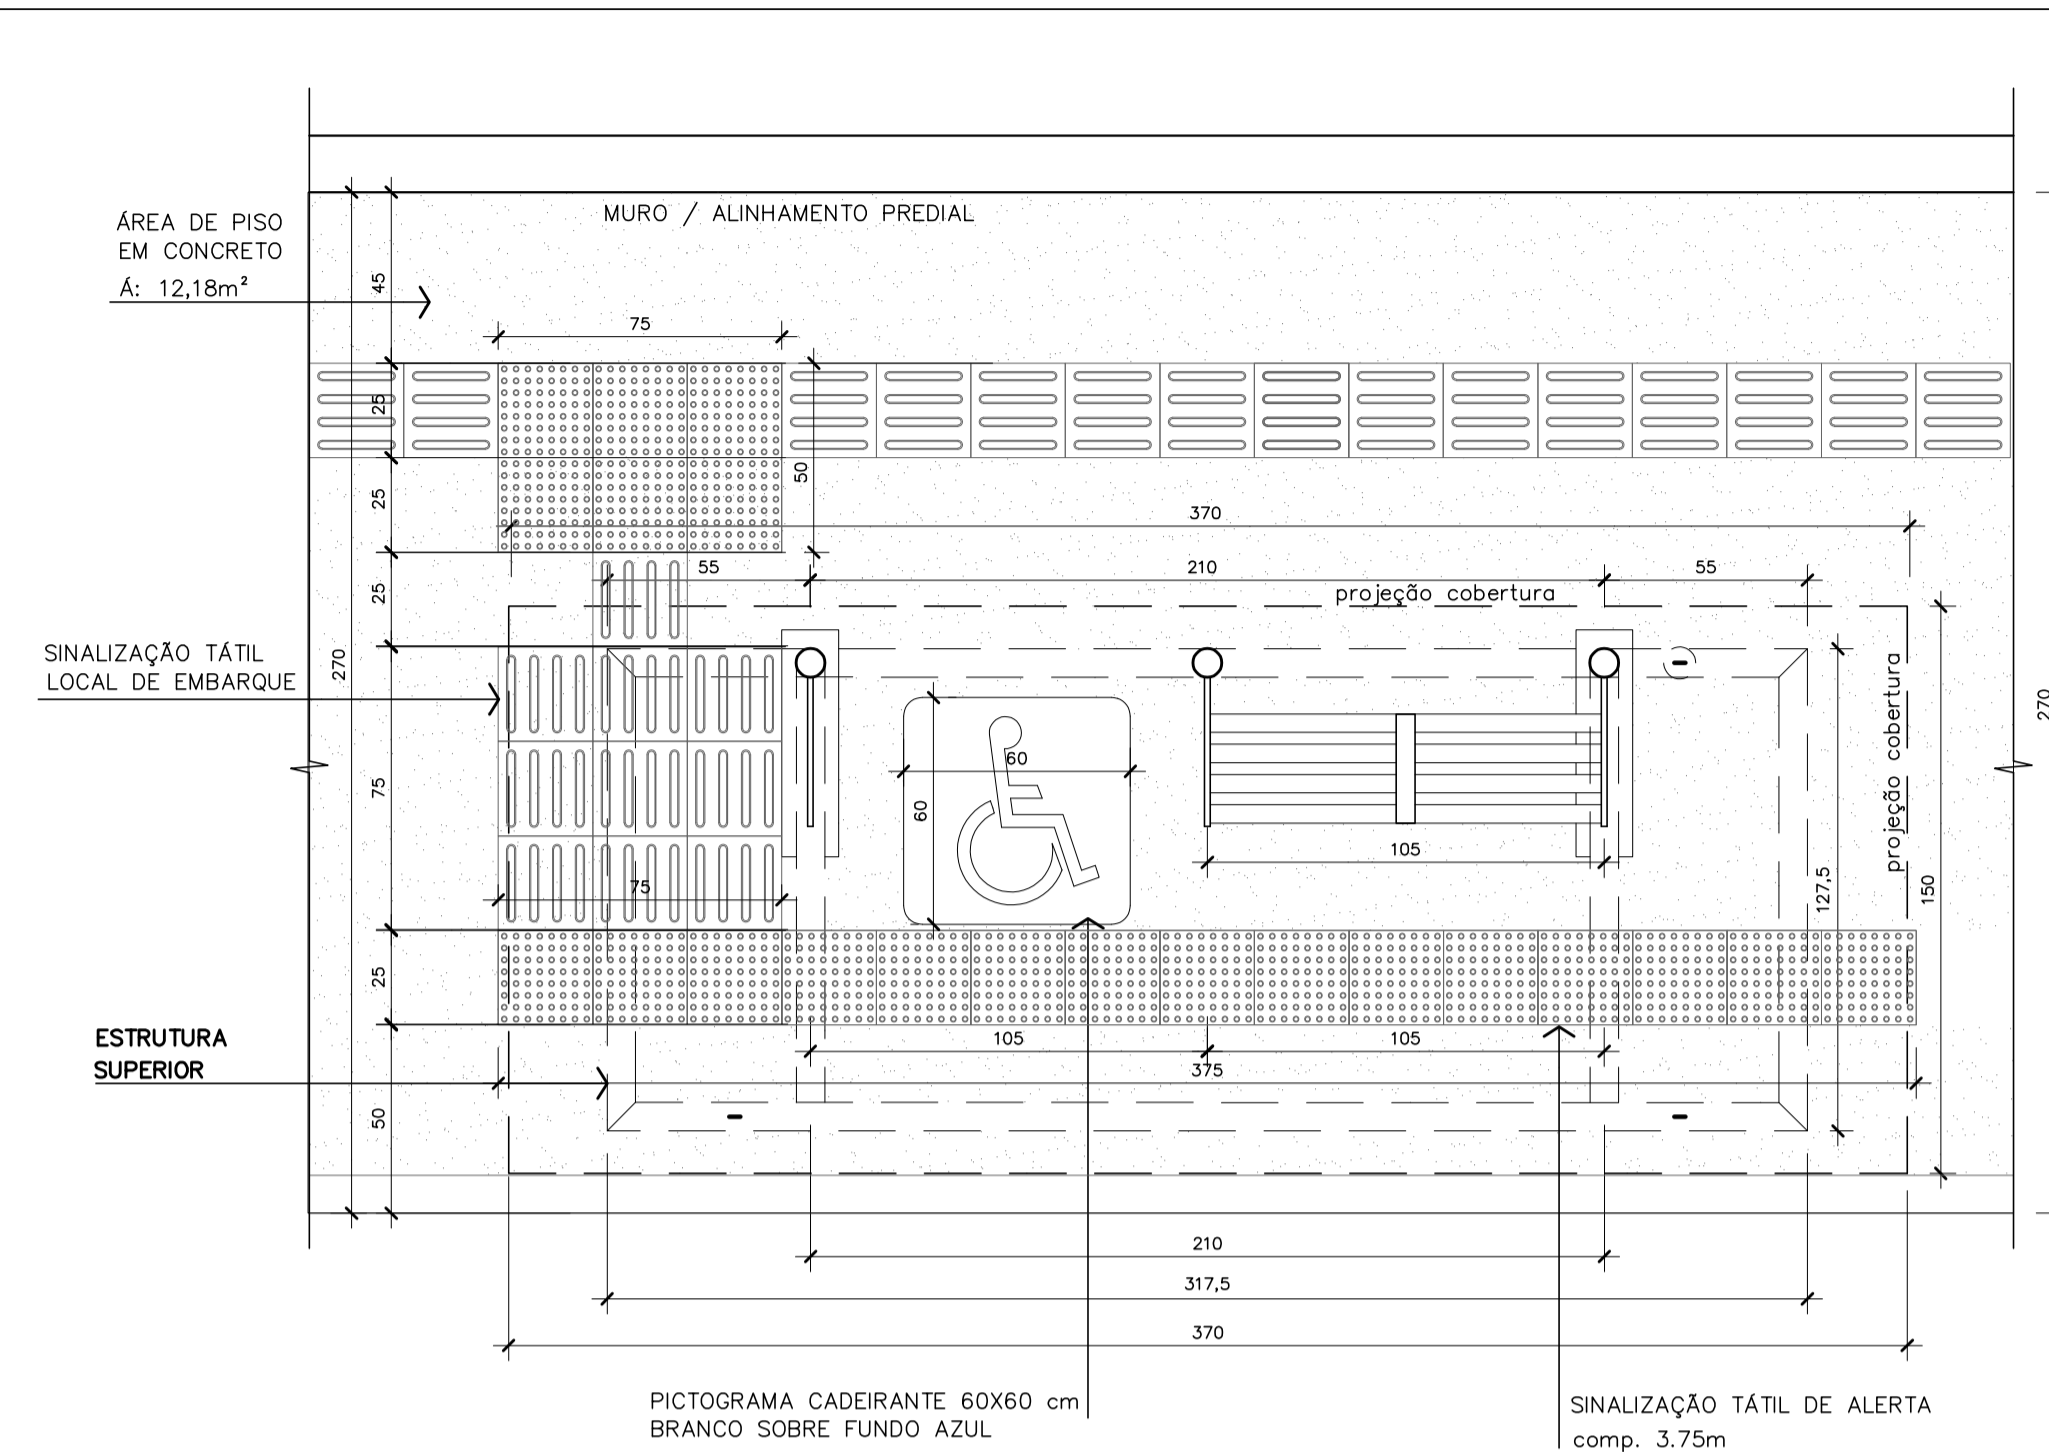 MURO / ALINHAMENTO PREDIAL
ÁREA DE PISO
EM CONCRETO
Á: 12,18m²
45
75
25
50
25
370
55
210
55
25
projeção cobertura
SINALIZAÇÃO TÁTIL
LOCAL DE EMBARQUE
270
270
projeção cobertura
60
60
75
105
127,5
150
75
25
ESTRUTURA
SUPERIOR
105
105
375
50
210
317,5
370
PICTOGRAMA CADEIRANTE 60X60 cm
BRANCO SOBRE FUNDO AZUL
SINALIZAÇÃO TÁTIL DE ALERTA
comp. 3.75m